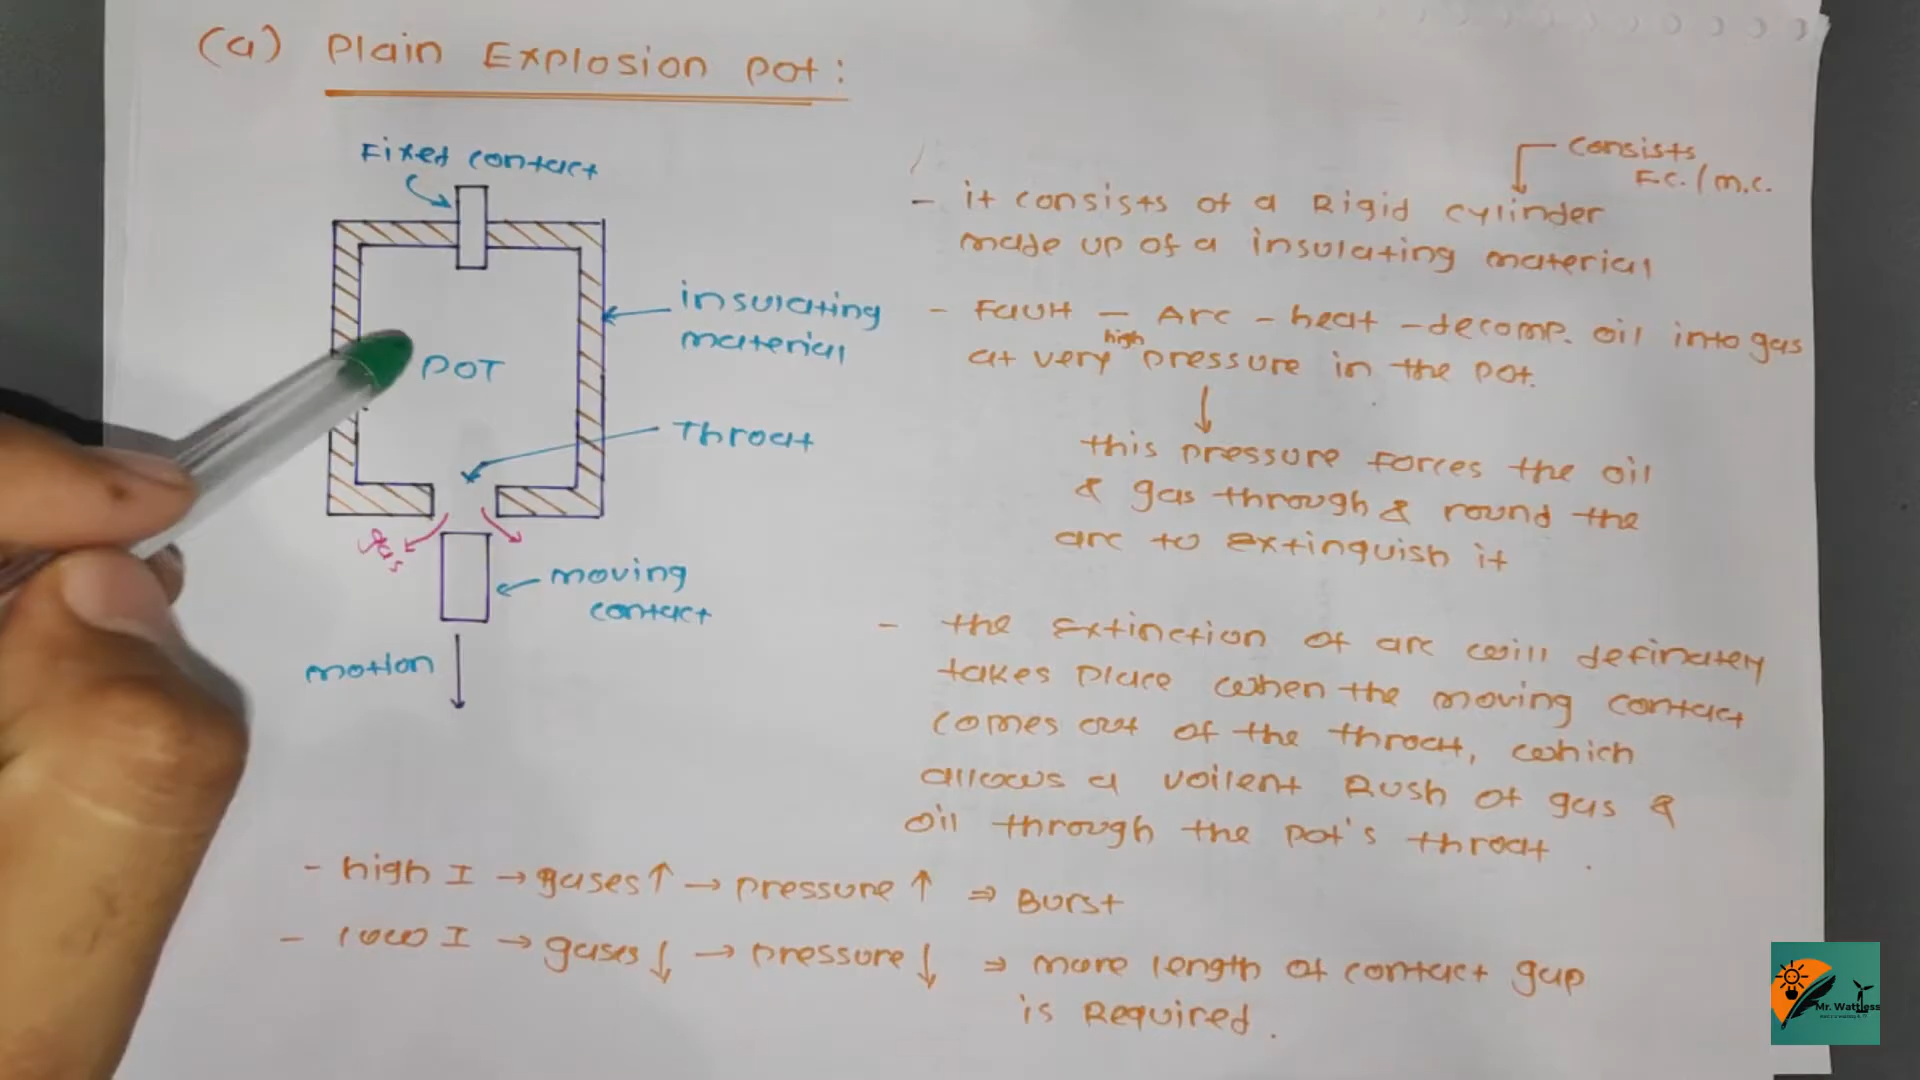 (a) Plain Explosion Pot:
Fixed contact
insulating
material
POT
Throat
gas
moving
contact
motion
consists
F.C. / m.c.
- it consists of a Rigid cylinder
made up of a insulating material
- Fault - Arc - heat - decomp. oil into gas
high
at very pressure in the pot.
this pressure forces the oil
& gas through & round the
arc to extinguish it
- the Extinction of arc will definately
takes place when the moving contact
comes out of the throat, which
allows a voilent Rush of gas &
oil through the pot's throat.
- high I → gases ↑ → pressure ↑ ⇒ Burst
- low I → gases ↓ → pressure ↓ ⇒ more length of contact gap
is Required.
Mr. Wattless